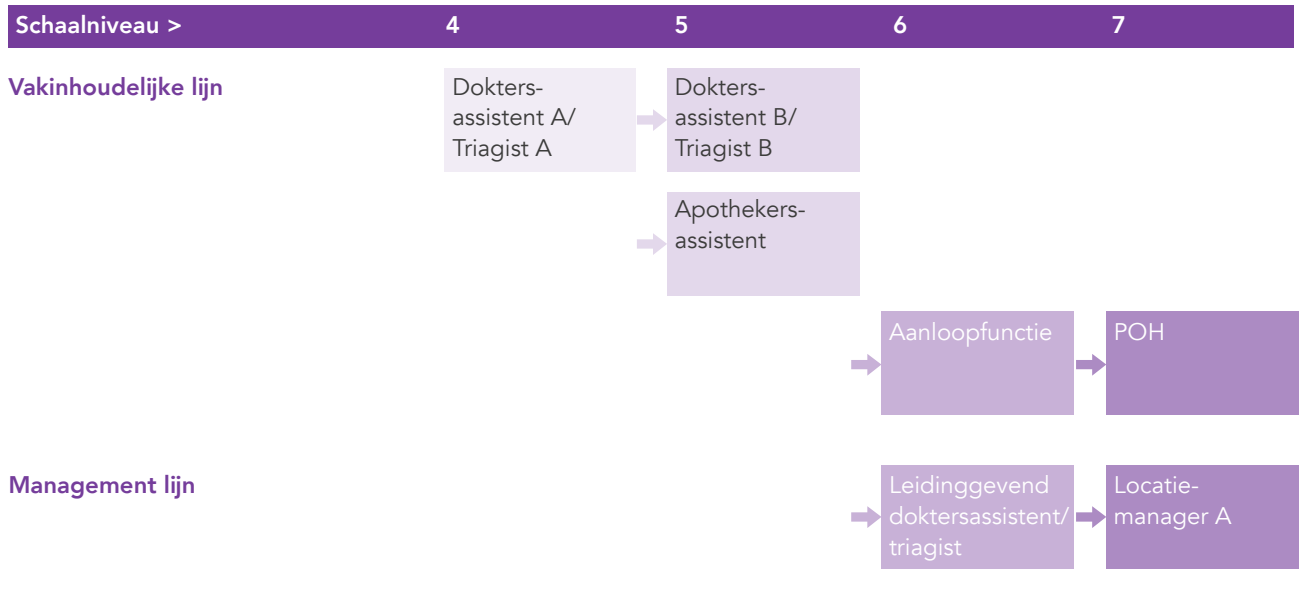 Schaalniveau > 4 5 6 7
Vakinhoudelijke lijn
Dokters-
assistent A/
Triagist A
Dokters-
assistent B/
Triagist B
Apothekers-
assistent
Aanloopfunctie
POH
Management lijn
Leidinggevend
doktersassistent/
triagist
Locatie-
manager A